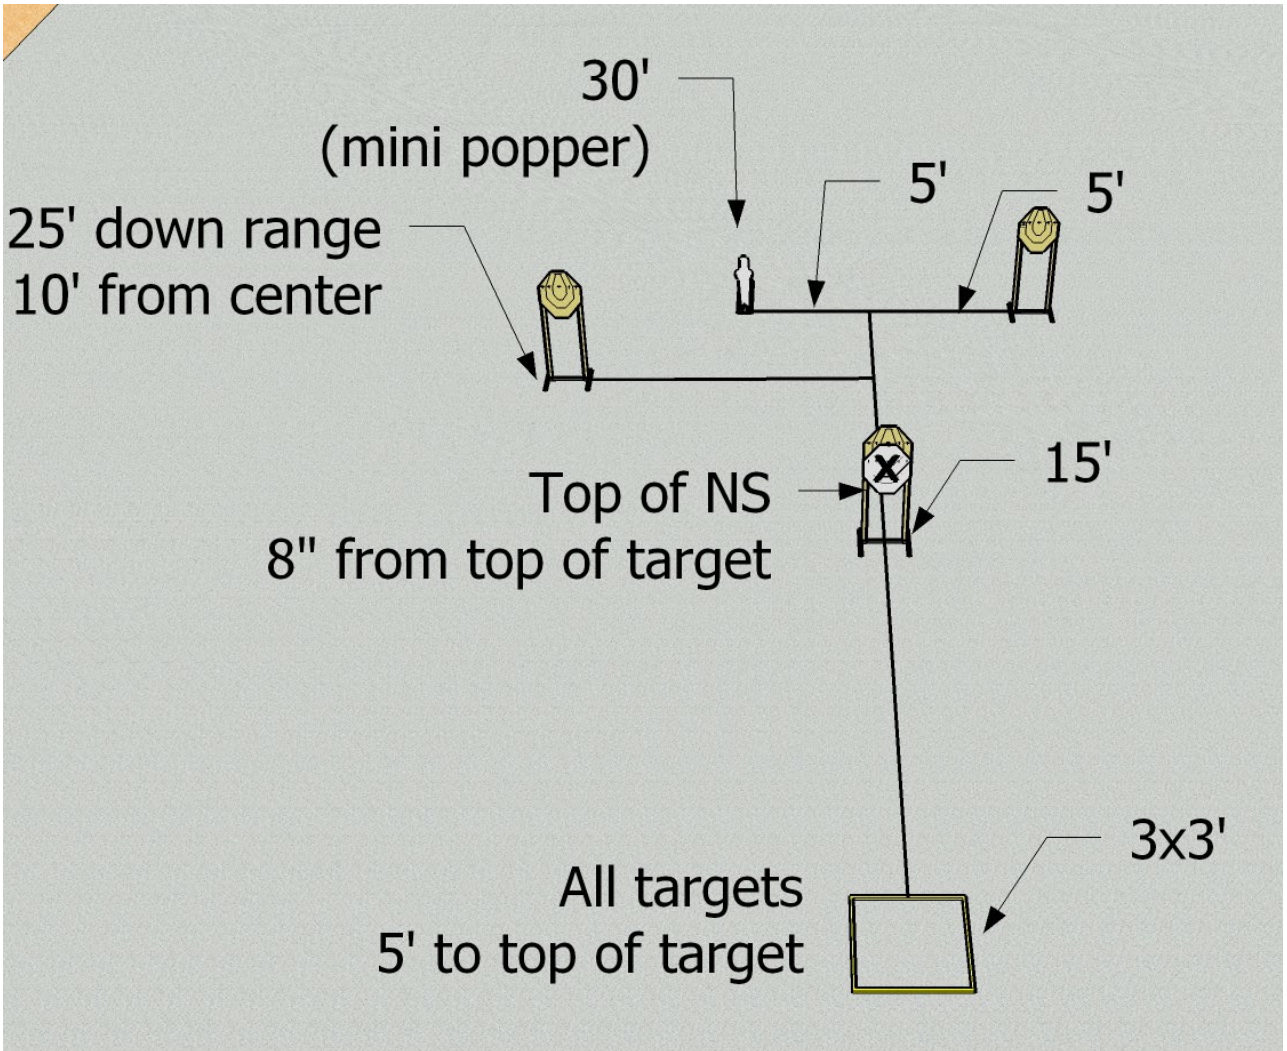 30'
(mini popper)
5'
5'
25' down range
10' from center
15'
Top of NS
8" from top of target
X
3x3'
All targets
5' to top of target